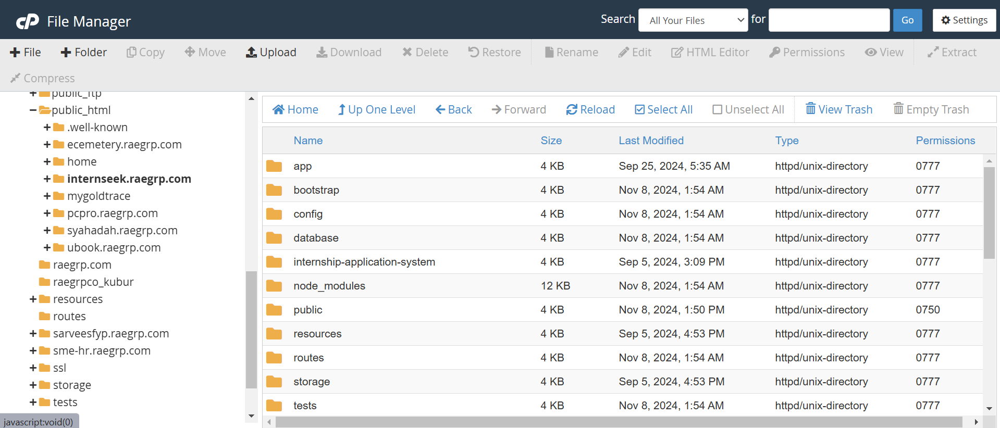 cP File Manager
Search All Your Files for Go Settings
File Folder Copy Move Upload Download Delete Restore Rename Edit HTML Editor Permissions View Extract
Compress
public_ftp
public_html
.well-known
ecemetery.raegrp.com
home
internseek.raegrp.com
mygoldtrace
pcpro.raegrp.com
syahadah.raegrp.com
ubook.raegrp.com
raegrp.com
raegrpco_kubur
resources
routes
sarveesfyp.raegrp.com
sme-hr.raegrp.com
ssl
storage
tests
javascript:void(0)
Home Up One Level Back Forward Reload Select All Unselect All View Trash Empty Trash
Name Size Last Modified Type Permissions
app 4 KB Sep 25, 2024, 5:35 AM httpd/unix-directory 0777
bootstrap 4 KB Nov 8, 2024, 1:54 AM httpd/unix-directory 0777
config 4 KB Nov 8, 2024, 1:54 AM httpd/unix-directory 0777
database 4 KB Nov 8, 2024, 1:54 AM httpd/unix-directory 0777
internship-application-system 4 KB Sep 5, 2024, 3:09 PM httpd/unix-directory 0777
node_modules 12 KB Nov 8, 2024, 1:54 AM httpd/unix-directory 0777
public 4 KB Nov 8, 2024, 1:50 PM httpd/unix-directory 0750
resources 4 KB Sep 5, 2024, 4:53 PM httpd/unix-directory 0777
routes 4 KB Nov 8, 2024, 1:54 AM httpd/unix-directory 0777
storage 4 KB Sep 5, 2024, 4:53 PM httpd/unix-directory 0777
tests 4 KB Nov 8, 2024, 1:54 AM httpd/unix-directory 0777